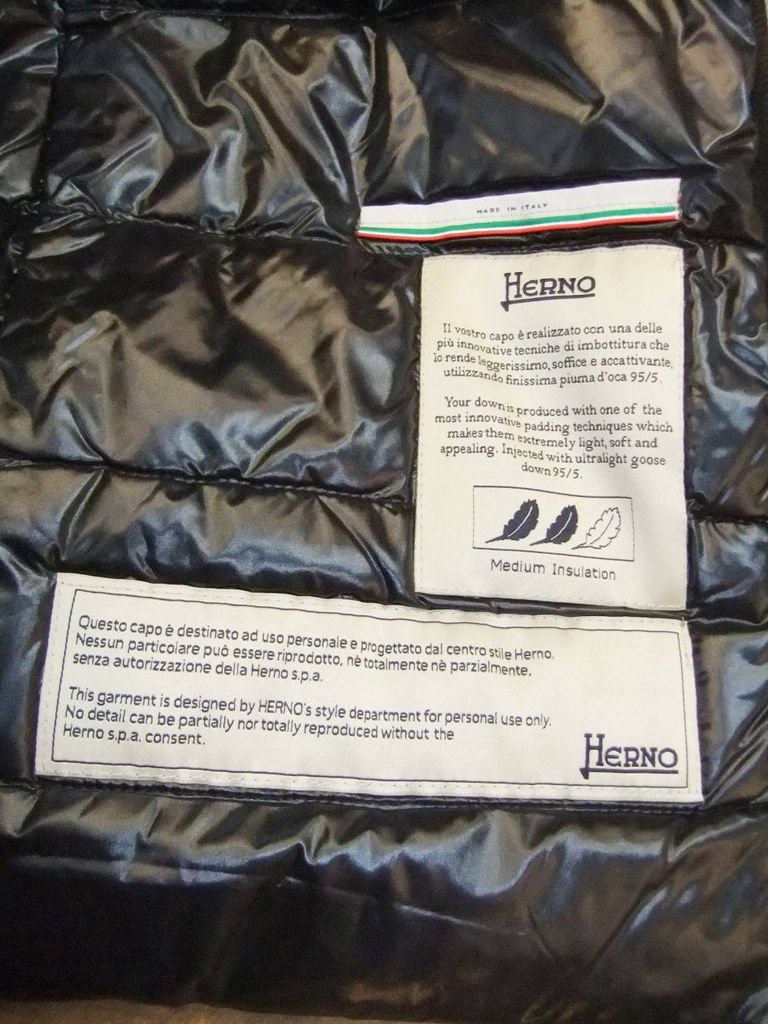 MADE IN ITALY
HERNO
Il vostro capo è realizzato con una delle
più innovative tecniche di imbottitura che
lo rende leggerissimo, soffice e accattivante,
utilizzando finissima piuma d'oca 95/5.
Your down is produced with one of the
most innovative padding techniques which
makes them extremely light, soft and
appealing. Injected with ultralight goose
down 95/5.
Medium Insulation
Questo capo è destinato ad uso personale e progettato dal centro stile Herno.
Nessun particolare può essere riprodotto, nè totalmente nè parzialmente,
senza autorizzazione della Herno s.p.a.
This garment is designed by HERNO's style department for personal use only.
No detail can be partially nor totally reproduced without the
Herno s.p.a. consent.
HERNO